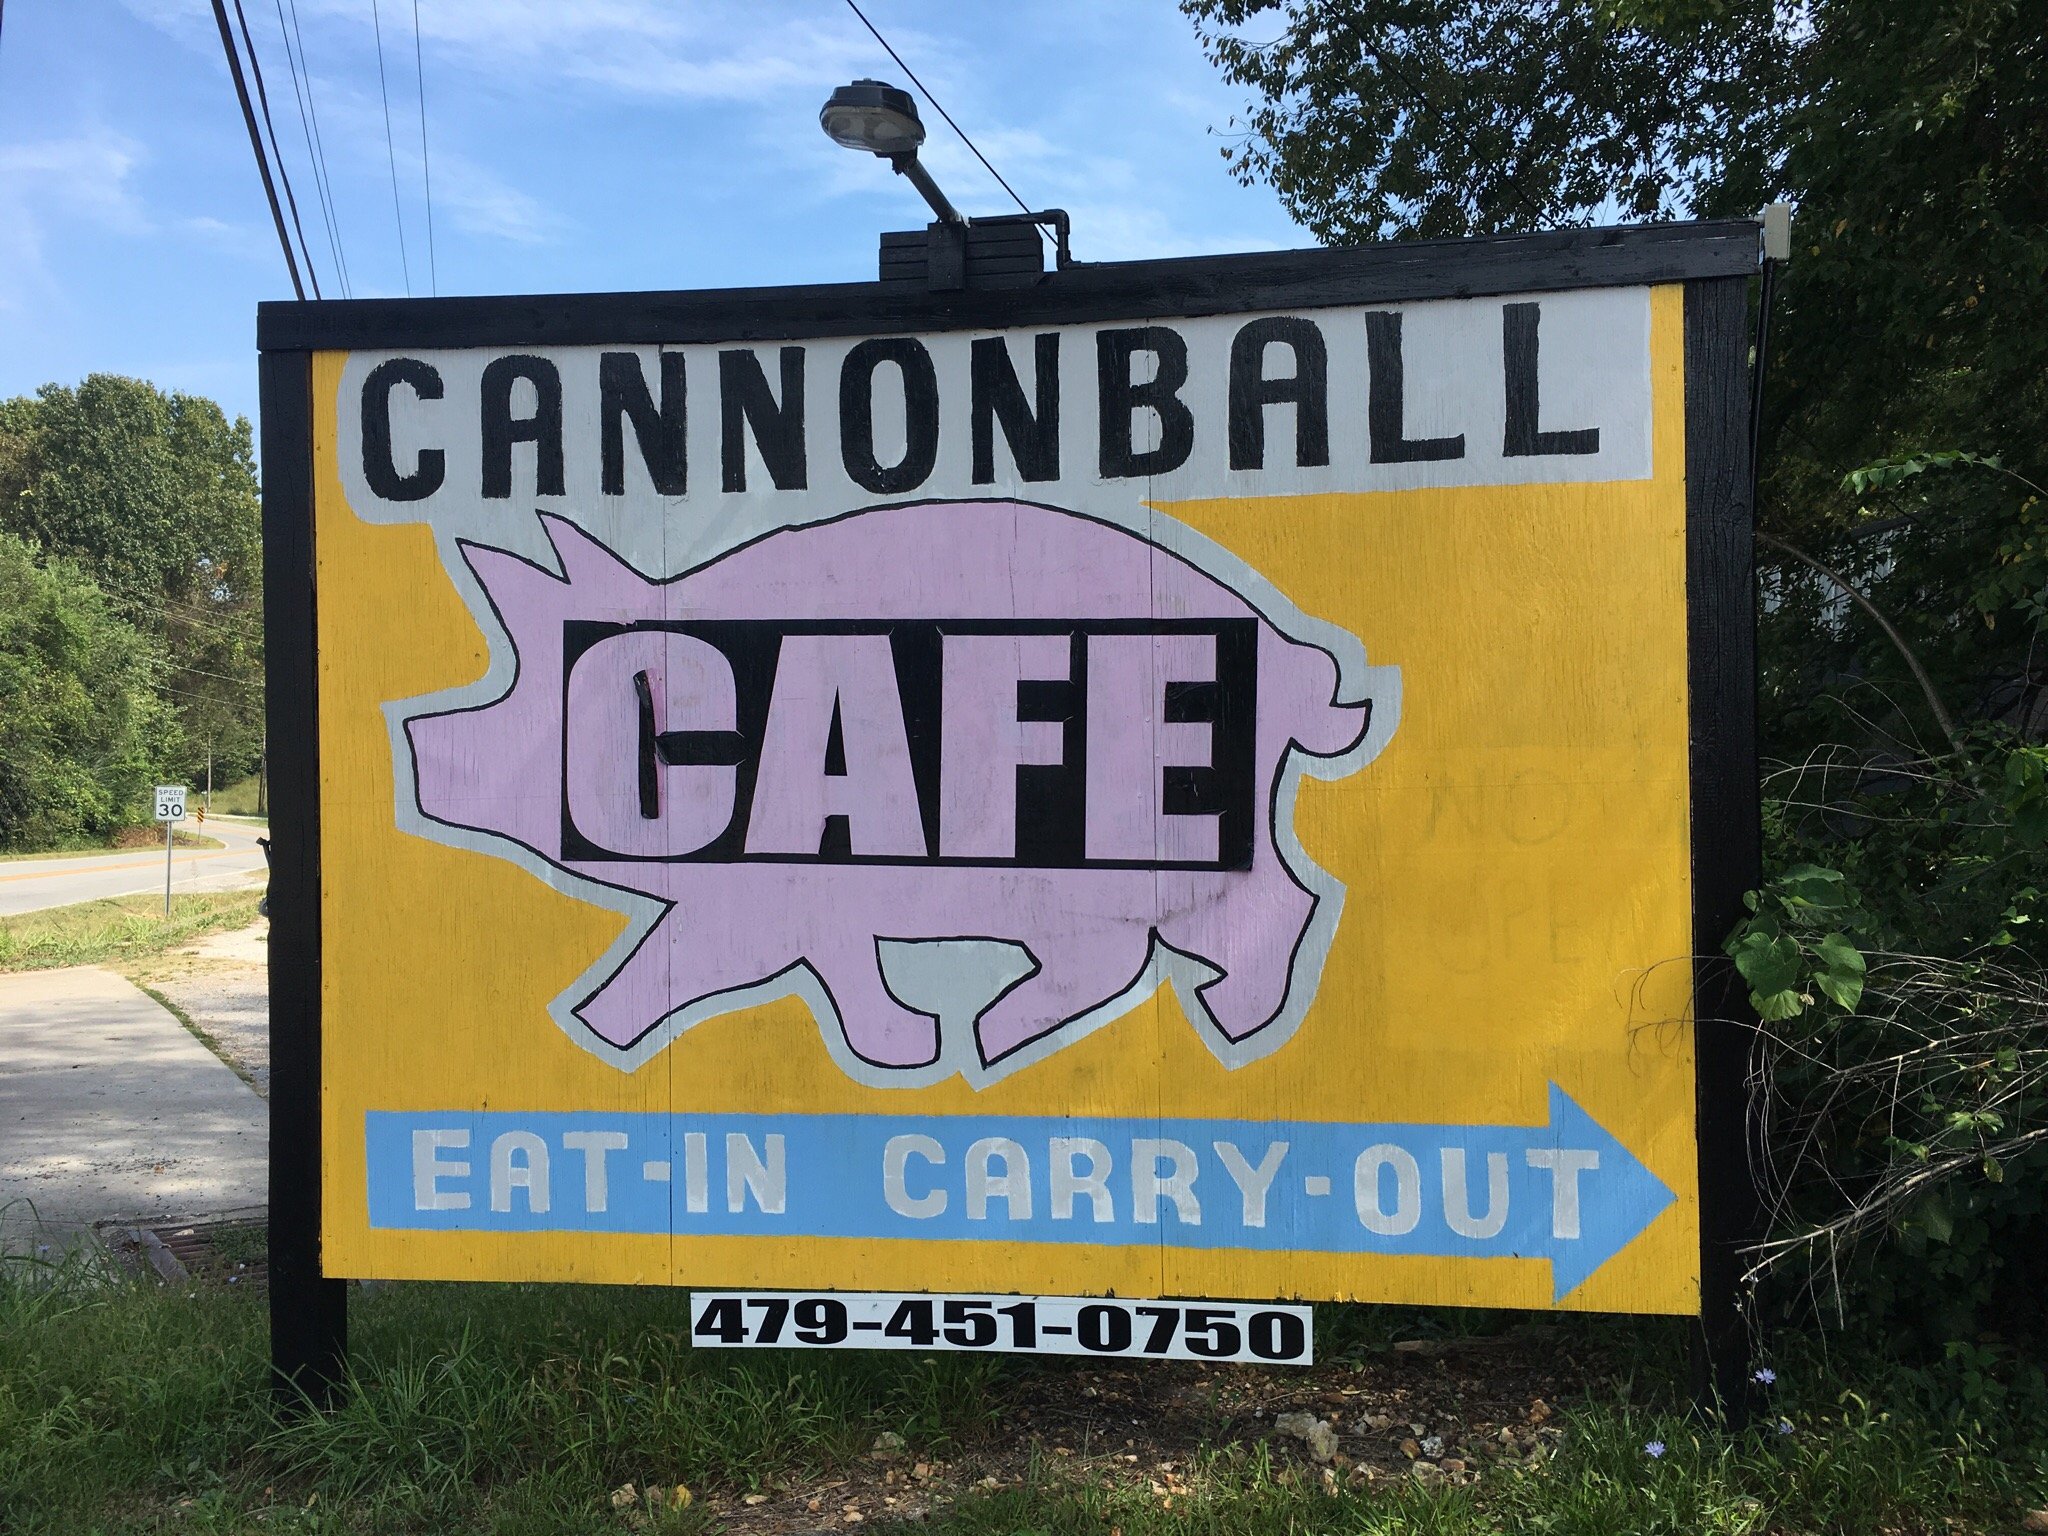 CANNONBALL
CAFE
EAT-IN CARRY-OUT
479-451-0750
SPEED
LIMIT
30